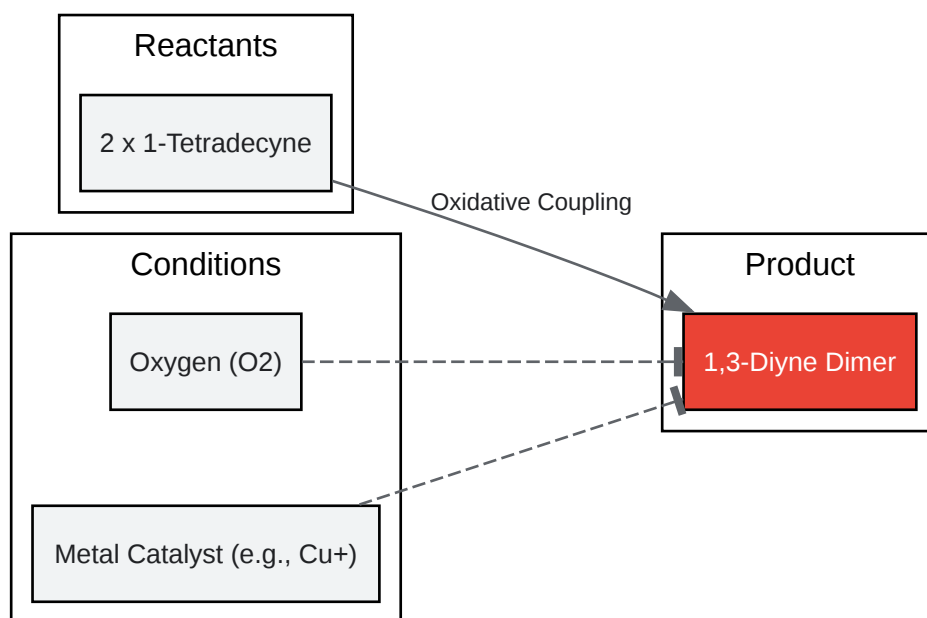 Reactants
2 x 1-Tetradecyne
Oxidative Coupling
Conditions
Oxygen (O2)
Metal Catalyst (e.g., Cu+)
Product
1,3-Diyne Dimer